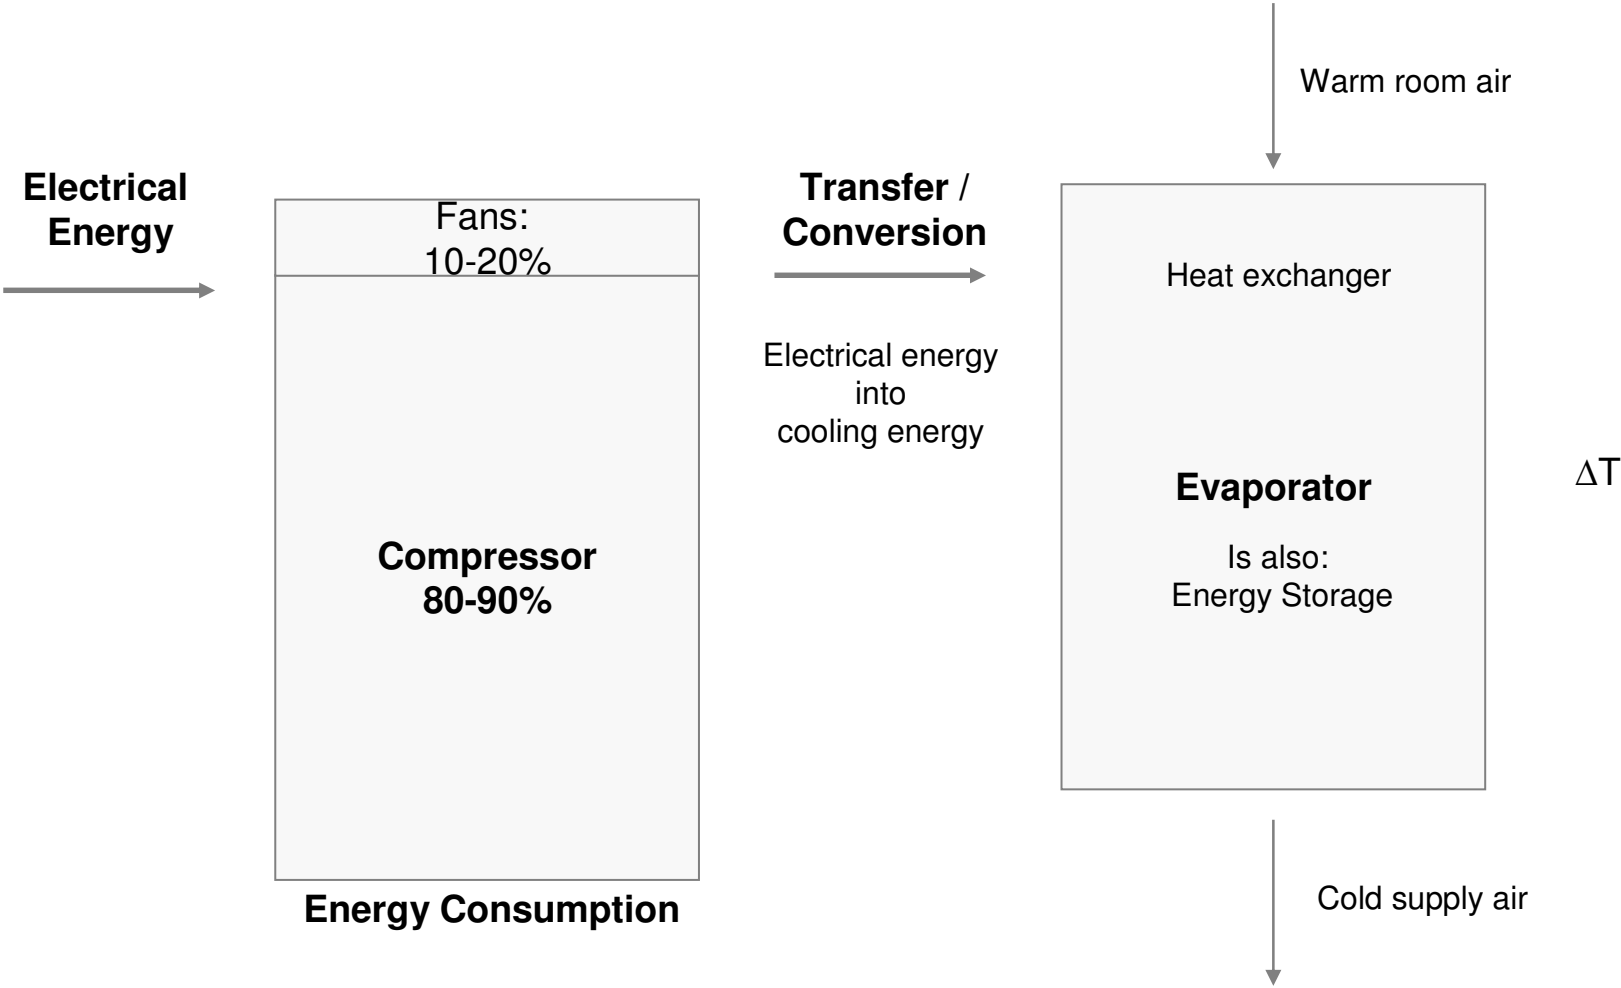 Warm room air
Electrical
Energy
Fans:
10-20%
Transfer /
Conversion
Heat exchanger
Electrical energy
into
cooling energy
Evaporator
ΔT
Is also:
Energy Storage
Compressor
80-90%
Energy Consumption
Cold supply air